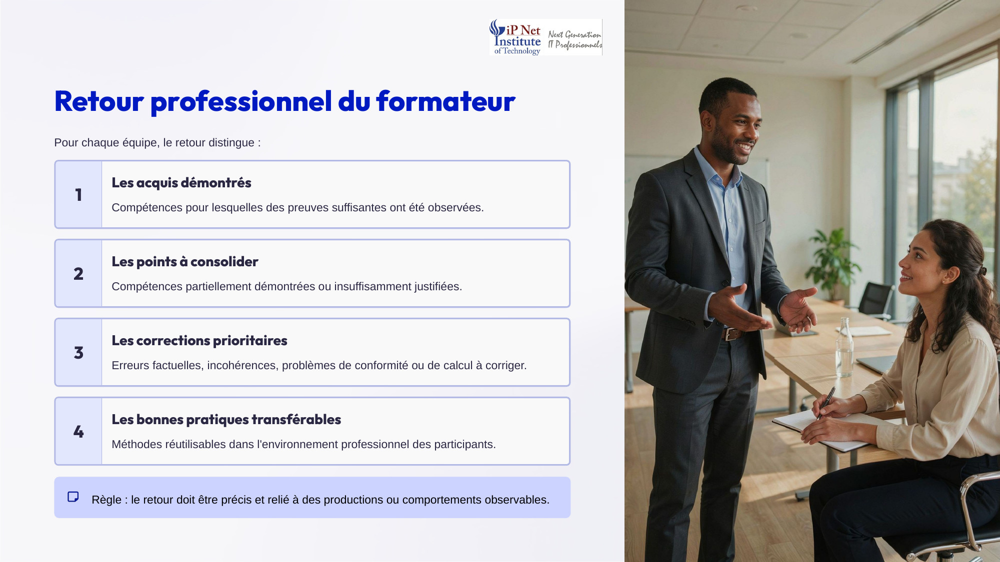 iP Net
Institute
of Technology
Next Generation
IT Professionnels
Retour professionnel du formateur
Pour chaque équipe, le retour distingue :
1
Les acquis démontrés
Compétences pour lesquelles des preuves suffisantes ont été observées.
2
Les points à consolider
Compétences partiellement démontrées ou insuffisamment justifiées.
3
Les corrections prioritaires
Erreurs factuelles, incohérences, problèmes de conformité ou de calcul à corriger.
4
Les bonnes pratiques transférables
Méthodes réutilisables dans l'environnement professionnel des participants.
Règle : le retour doit être précis et relié à des productions ou comportements observables.